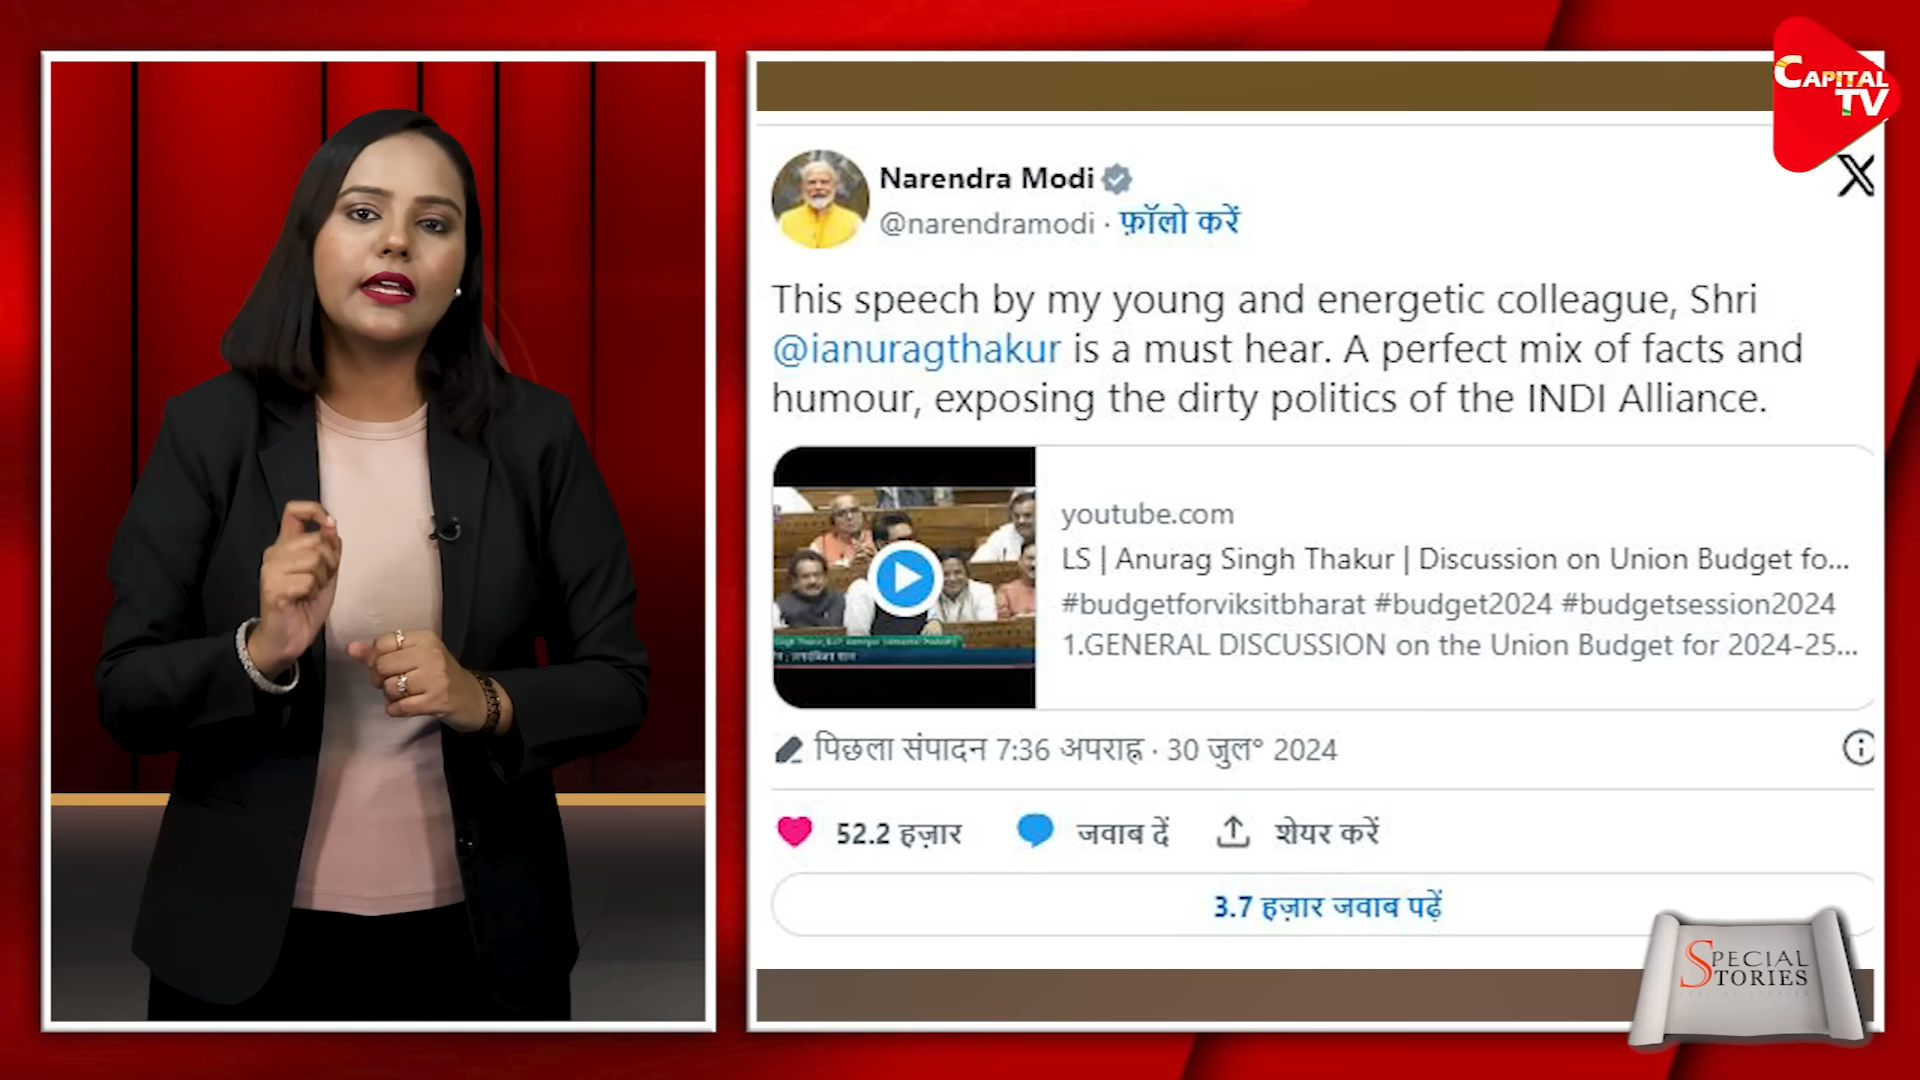 CAPITAL
TV
Narendra Modi
@narendramodi · फ़ॉलो करें
This speech by my young and energetic colleague, Shri
@ianuragthakur is a must hear. A perfect mix of facts and
humour, exposing the dirty politics of the INDI Alliance.
youtube.com
LS | Anurag Singh Thakur | Discussion on Union Budget fo...
#budgetforviksitbharat #budget2024 #budgetsession2024
1.GENERAL DISCUSSION on the Union Budget for 2024-25...
पिछला संपादन 7:36 अपराह्न · 30 जुल॰ 2024
52.2 हज़ार जवाब दें शेयर करें
3.7 हज़ार जवाब पढ़ें
SPECIAL
STORIES